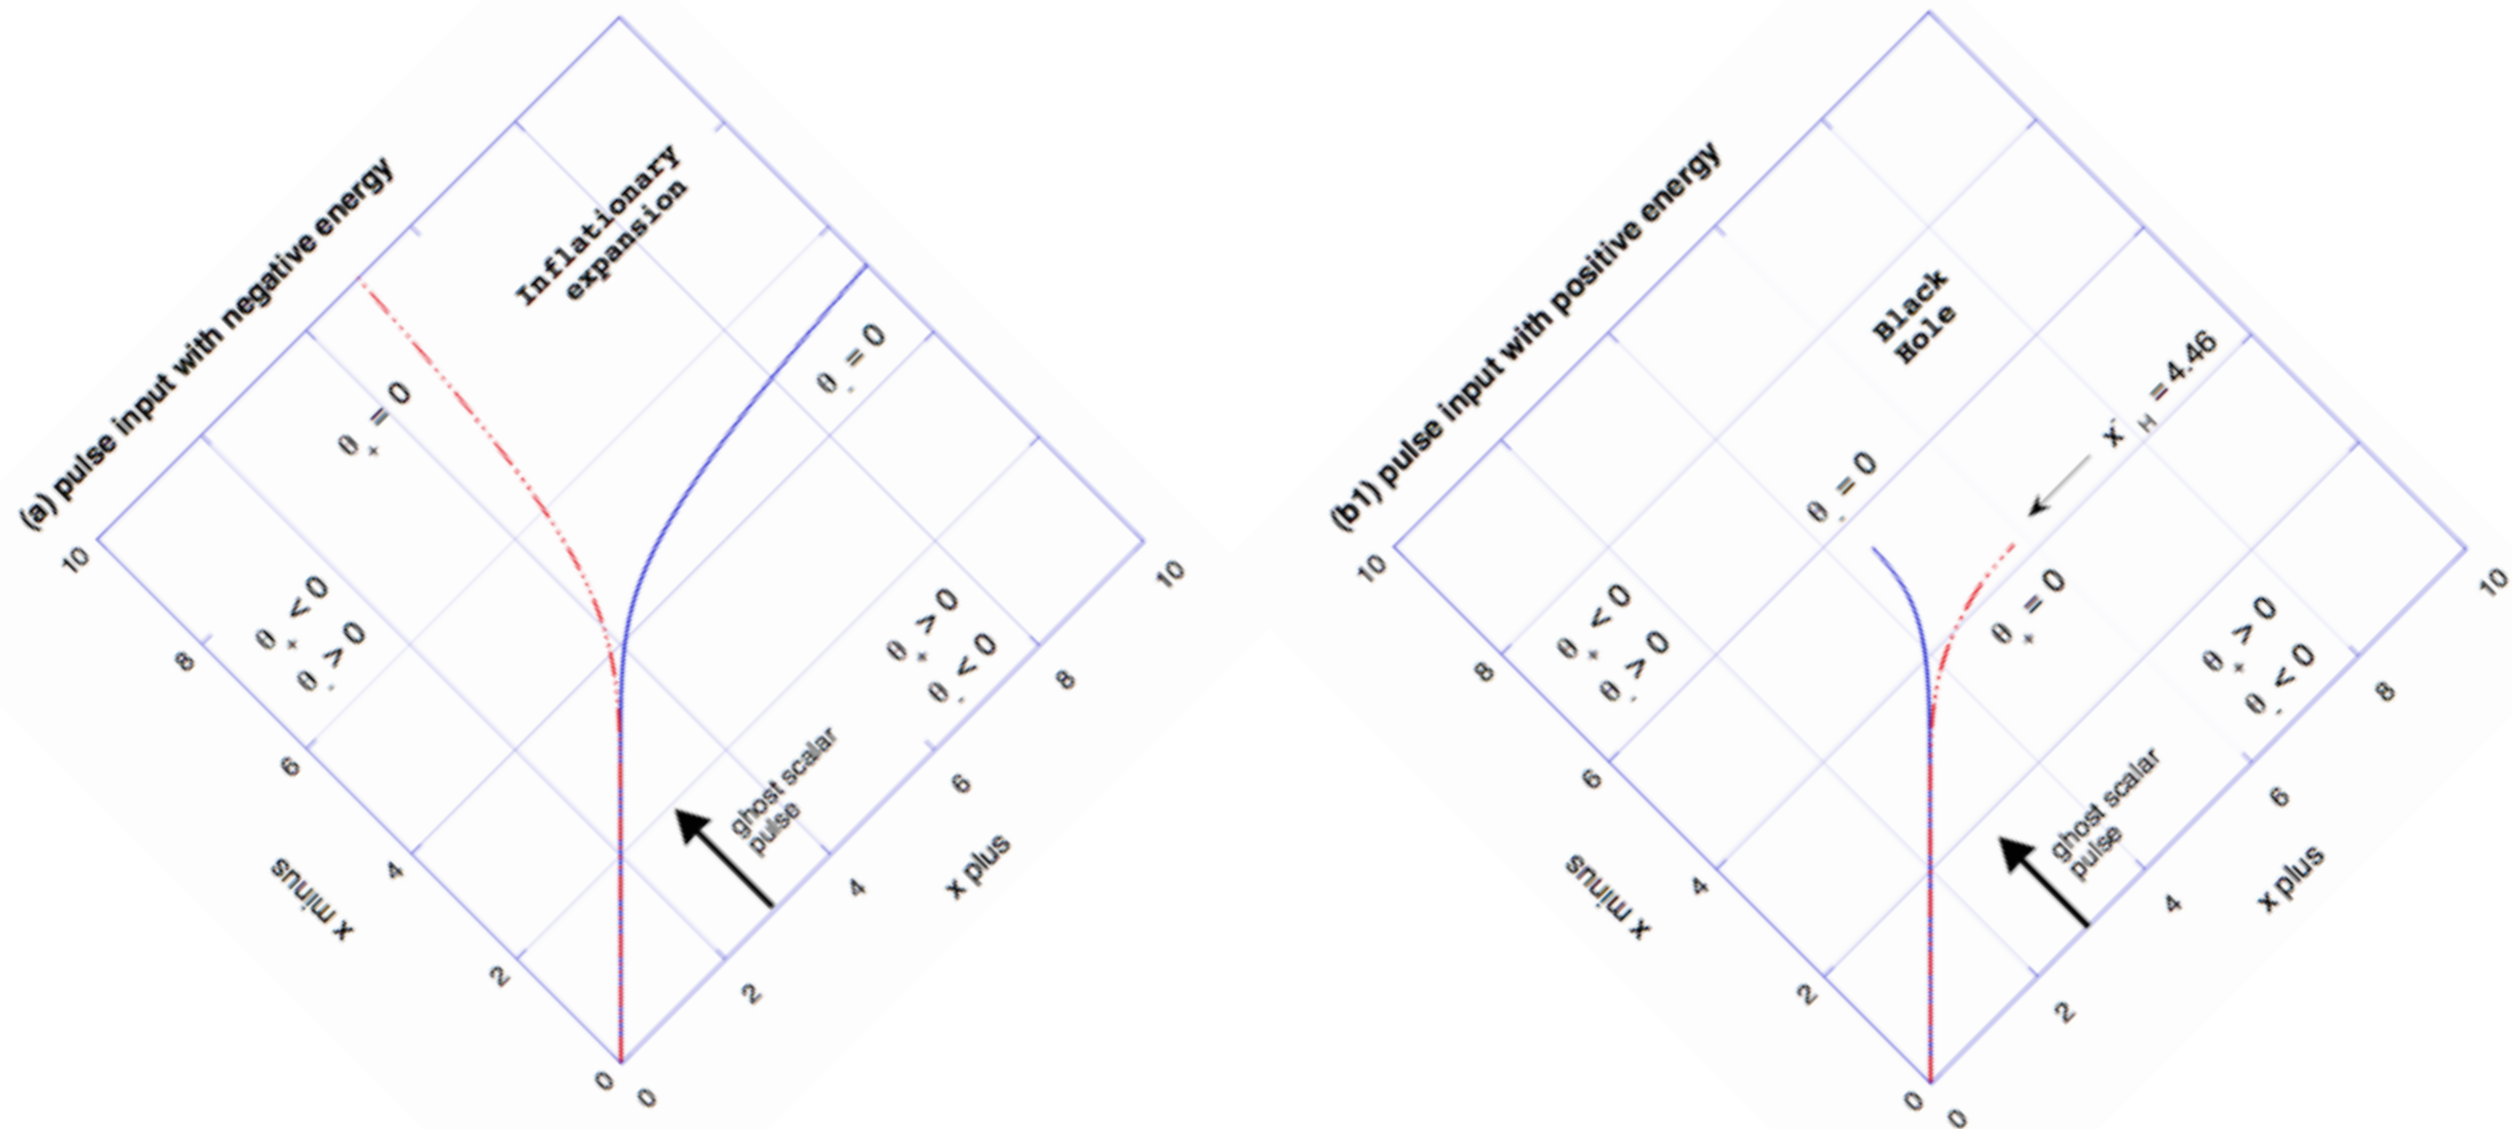 (a) pulse input with negative energy
Inflationary
expansion
θ+ = 0
θ- = 0
θ+ < 0
θ- > 0
θ+ > 0
θ- < 0
ghost scalar
pulse
x minus
x plus
10
8
6
4
2
0
0
2
4
6
8
10
(b1) pulse input with positive energy
Black
Hole
θ- = 0
x-H = 4.46
θ+ = 0
θ+ < 0
θ- > 0
θ+ > 0
θ- < 0
ghost scalar
pulse
x minus
x plus
10
8
6
4
2
0
0
2
4
6
8
10